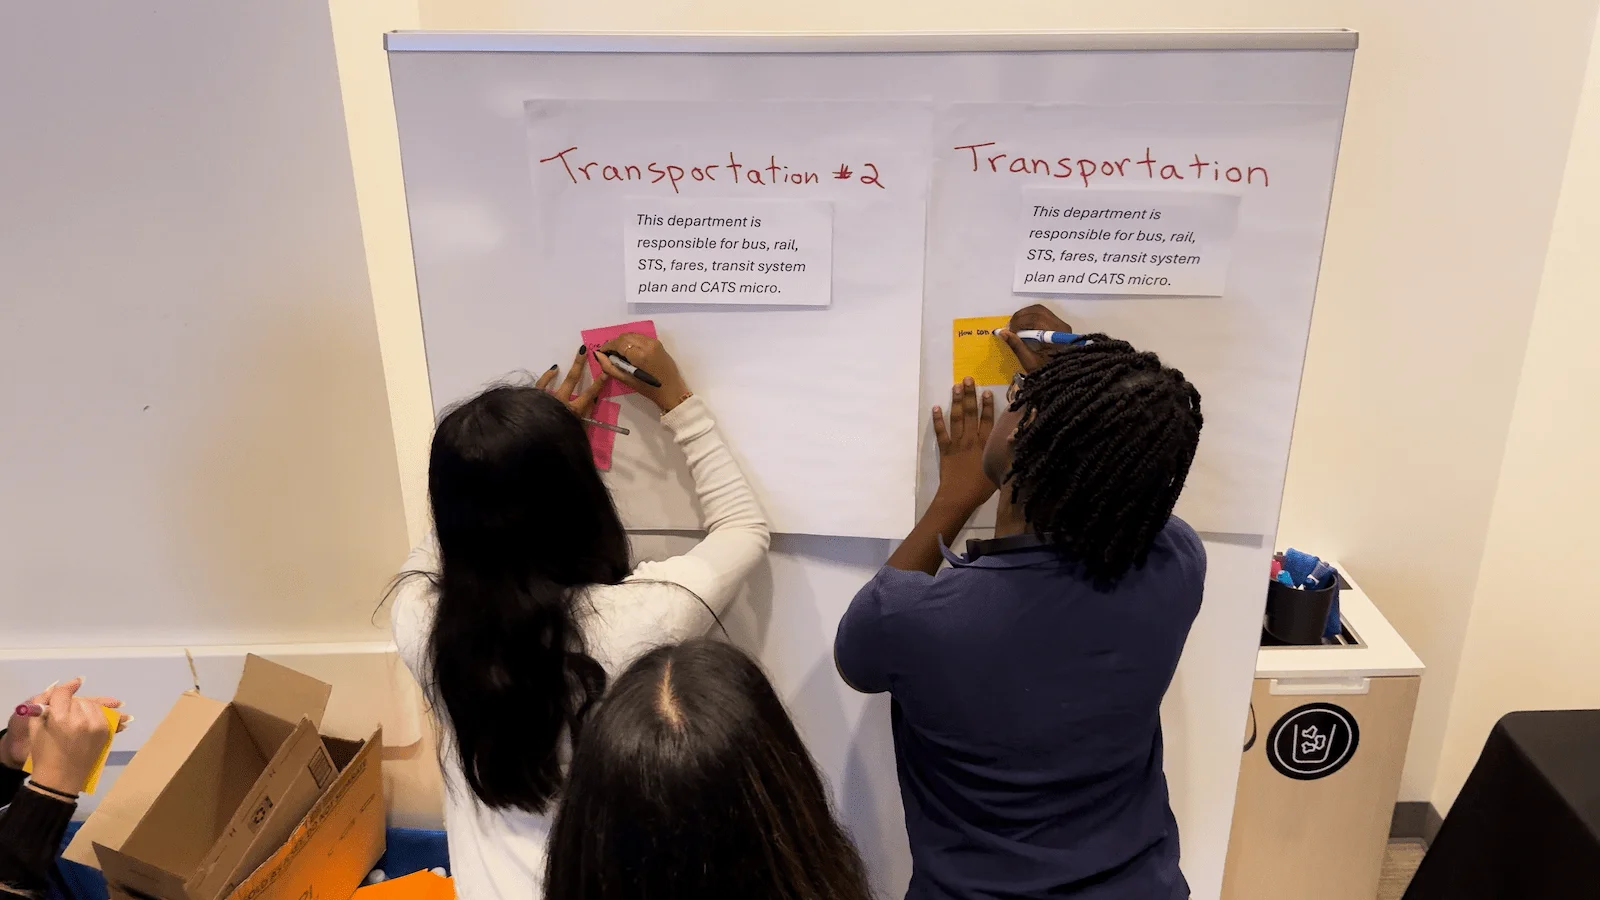 Transportation #2
This department is
responsible for bus, rail,
STS, fares, transit system
plan and CATS micro.
Transportation
This department is
responsible for bus, rail,
STS, fares, transit system
plan and CATS micro.
How can